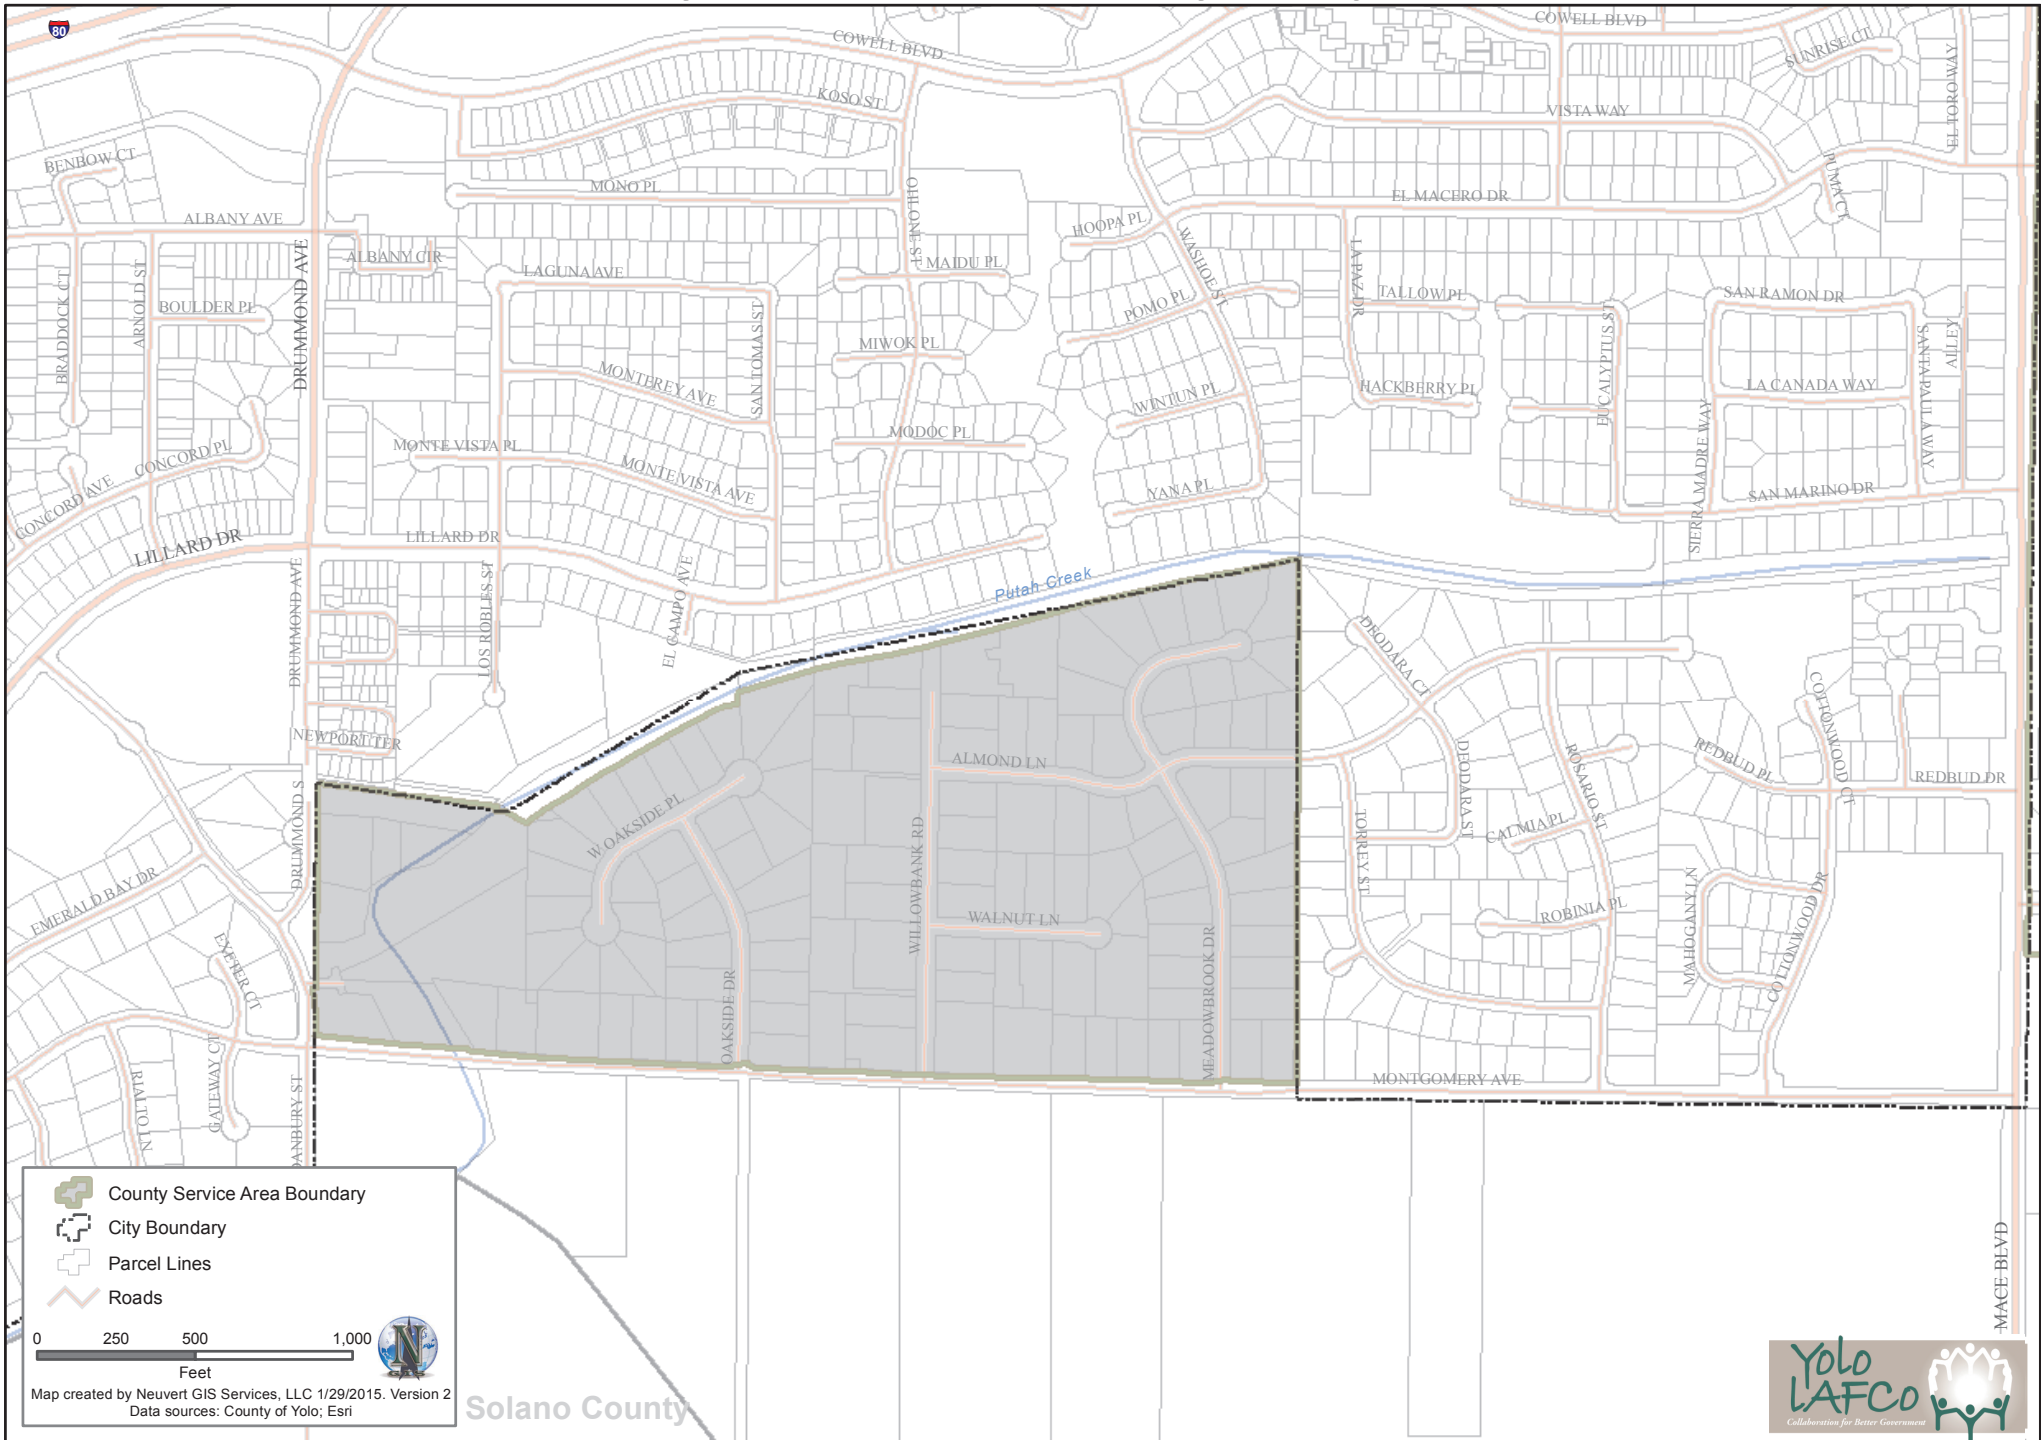 80
COWELL BLVD
COWELL BLVD
SUNRISE CT
EL TORO WAY
KOSO ST
VISTA WAY
BENBOW CT
MONO PL
OHLONE ST
EL MACERO DR
PUMA CT
ALBANY AVE
HOOPA PL
WASHOE ST
DRUMMOND AVE
ALBANY CIR
LAGUNA AVE
MAIDU PL
LA PAZ DR
TALLOW PL
SAN RAMON DR
BRADDOCK CT
ARNOLD ST
BOULDER PL
SAN TOMAS ST
POMO PL
EUCALYPTUS ST
SANTA PAULA WAY
ALLEY
MIWOK PL
MONTEREY AVE
WINTUN PL
HACKBERRY PL
LA CANADA WAY
CONCORD PL
MONTE VISTA PL
MODOC PL
SIERRA MADRE WAY
CONCORD AVE
MONTE VISTA AVE
YANA PL
SAN MARINO DR
LILLARD DR
LILLARD DR
DRUMMOND AVE
LOS ROBLES ST
EL CAMPO AVE
Putah Creek
DEODARA CT
COTTONWOOD CT
NEWPORT TER
ALMOND LN
DEODARA ST
ROSARIO ST
REDBUD PL
REDBUD DR
DRUMMOND S
W OAKSIDE PL
WILLOWBANK RD
TORREY ST
CALMIA PL
EMERALD BAY DR
WALNUT LN
ROBINIA PL
MAHOGANY LN
COTTONWOOD DR
EXETER CT
OAKSIDE DR
MEADOWBROOK DR
RIALTO LN
GATEWAY CT
DANBURY ST
MONTGOMERY AVE
MACE BLVD
County Service Area Boundary
City Boundary
Parcel Lines
Roads
0 250 500 1,000
Feet
N
GIS
Map created by Neuvert GIS Services, LLC 1/29/2015. Version 2
Data sources: County of Yolo; Esri
Solano County
YOLO
LAFCO
Collaboration for Better Government